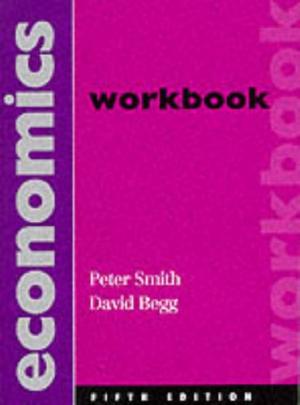 economics
workbook
workbook
Peter Smith
David Begg
FIFTH EDITION